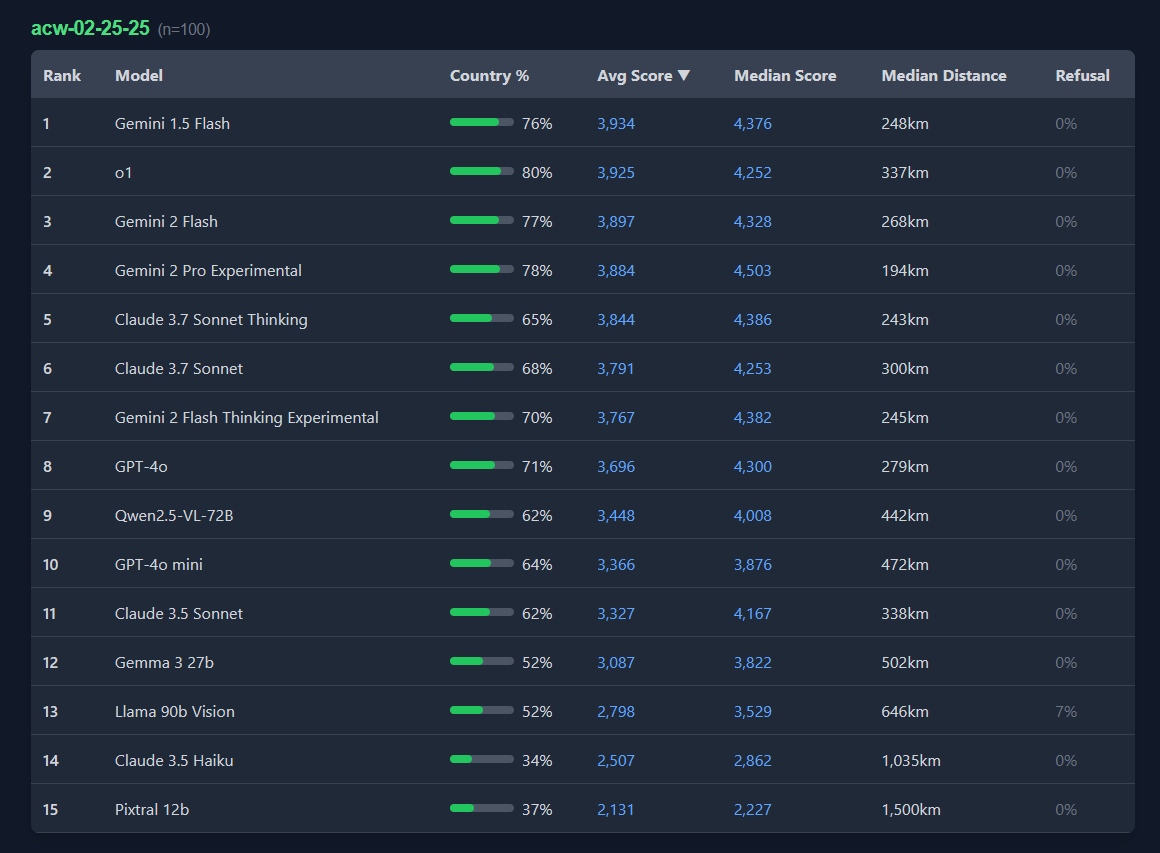 acw-02-25-25 (n=100)
Rank Model Country % Avg Score ▼ Median Score Median Distance Refusal
1 Gemini 1.5 Flash 76% 3,934 4,376 248km 0%
2 o1 80% 3,925 4,252 337km 0%
3 Gemini 2 Flash 77% 3,897 4,328 268km 0%
4 Gemini 2 Pro Experimental 78% 3,884 4,503 194km 0%
5 Claude 3.7 Sonnet Thinking 65% 3,844 4,386 243km 0%
6 Claude 3.7 Sonnet 68% 3,791 4,253 300km 0%
7 Gemini 2 Flash Thinking Experimental 70% 3,767 4,382 245km 0%
8 GPT-4o 71% 3,696 4,300 279km 0%
9 Qwen2.5-VL-72B 62% 3,448 4,008 442km 0%
10 GPT-4o mini 64% 3,366 3,876 472km 0%
11 Claude 3.5 Sonnet 62% 3,327 4,167 338km 0%
12 Gemma 3 27b 52% 3,087 3,822 502km 0%
13 Llama 90b Vision 52% 2,798 3,529 646km 7%
14 Claude 3.5 Haiku 34% 2,507 2,862 1,035km 0%
15 Pixtral 12b 37% 2,131 2,227 1,500km 0%